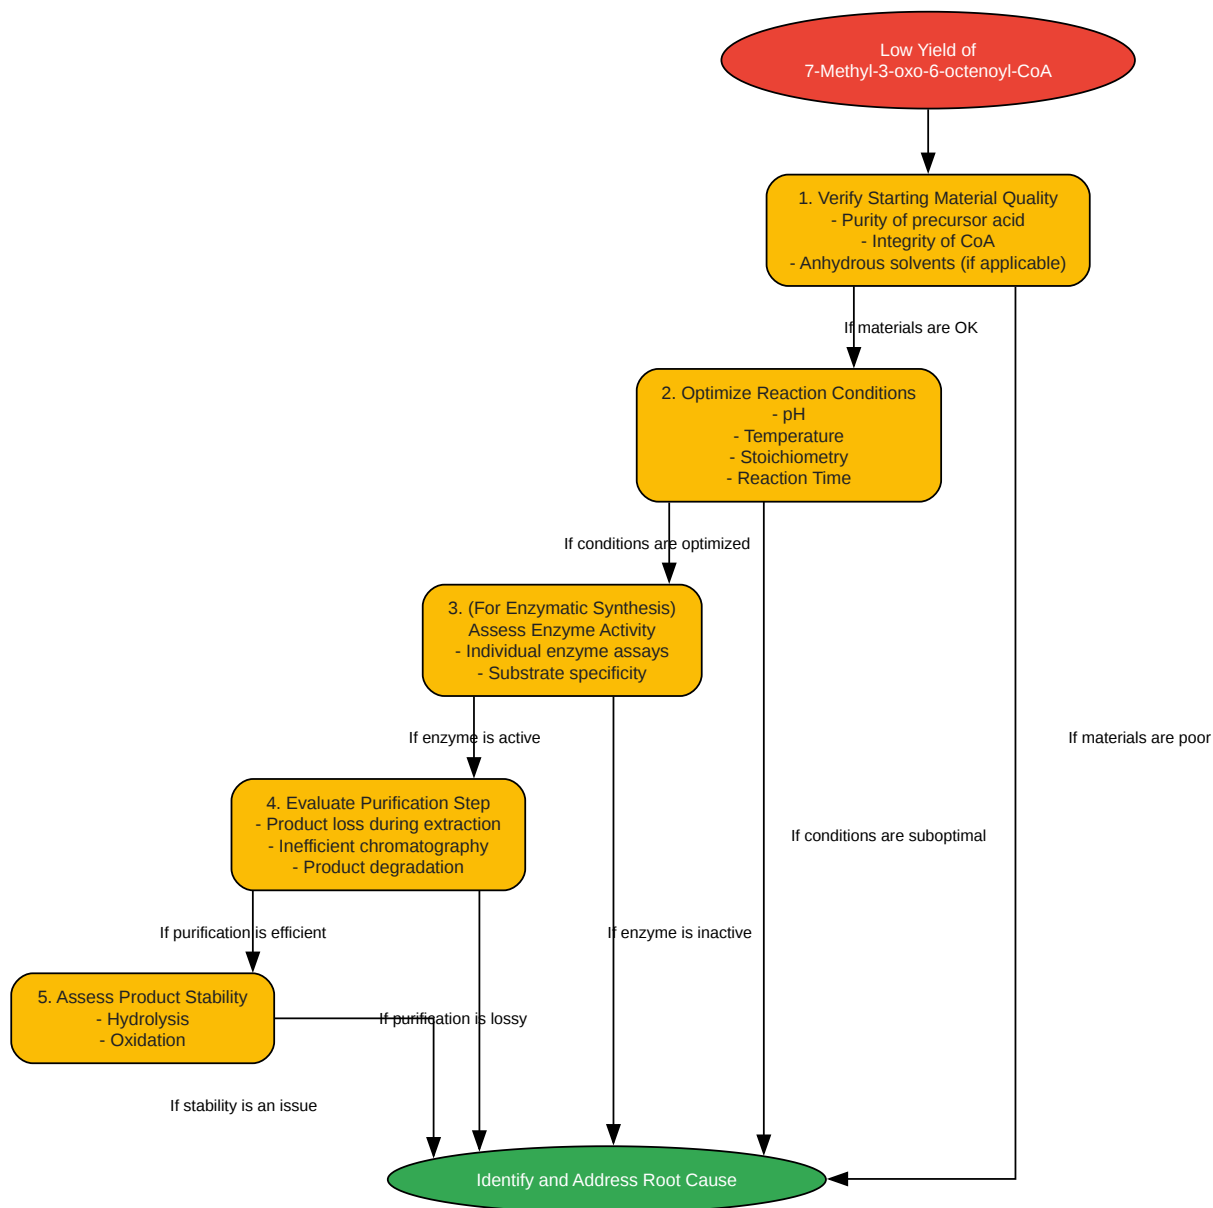 Low Yield of
7-Methyl-3-oxo-6-octenoyl-CoA
1. Verify Starting Material Quality
- Purity of precursor acid
- Integrity of CoA
- Anhydrous solvents (if applicable)
If materials are OK
2. Optimize Reaction Conditions
- pH
- Temperature
- Stoichiometry
- Reaction Time
If conditions are optimized
3. (For Enzymatic Synthesis)
Assess Enzyme Activity
- Individual enzyme assays
- Substrate specificity
If enzyme is active
If materials are poor
4. Evaluate Purification Step
- Product loss during extraction
- Inefficient chromatography
- Product degradation
If conditions are suboptimal
If purification is efficient
If enzyme is inactive
5. Assess Product Stability
- Hydrolysis
- Oxidation
If purification is lossy
If stability is an issue
Identify and Address Root Cause